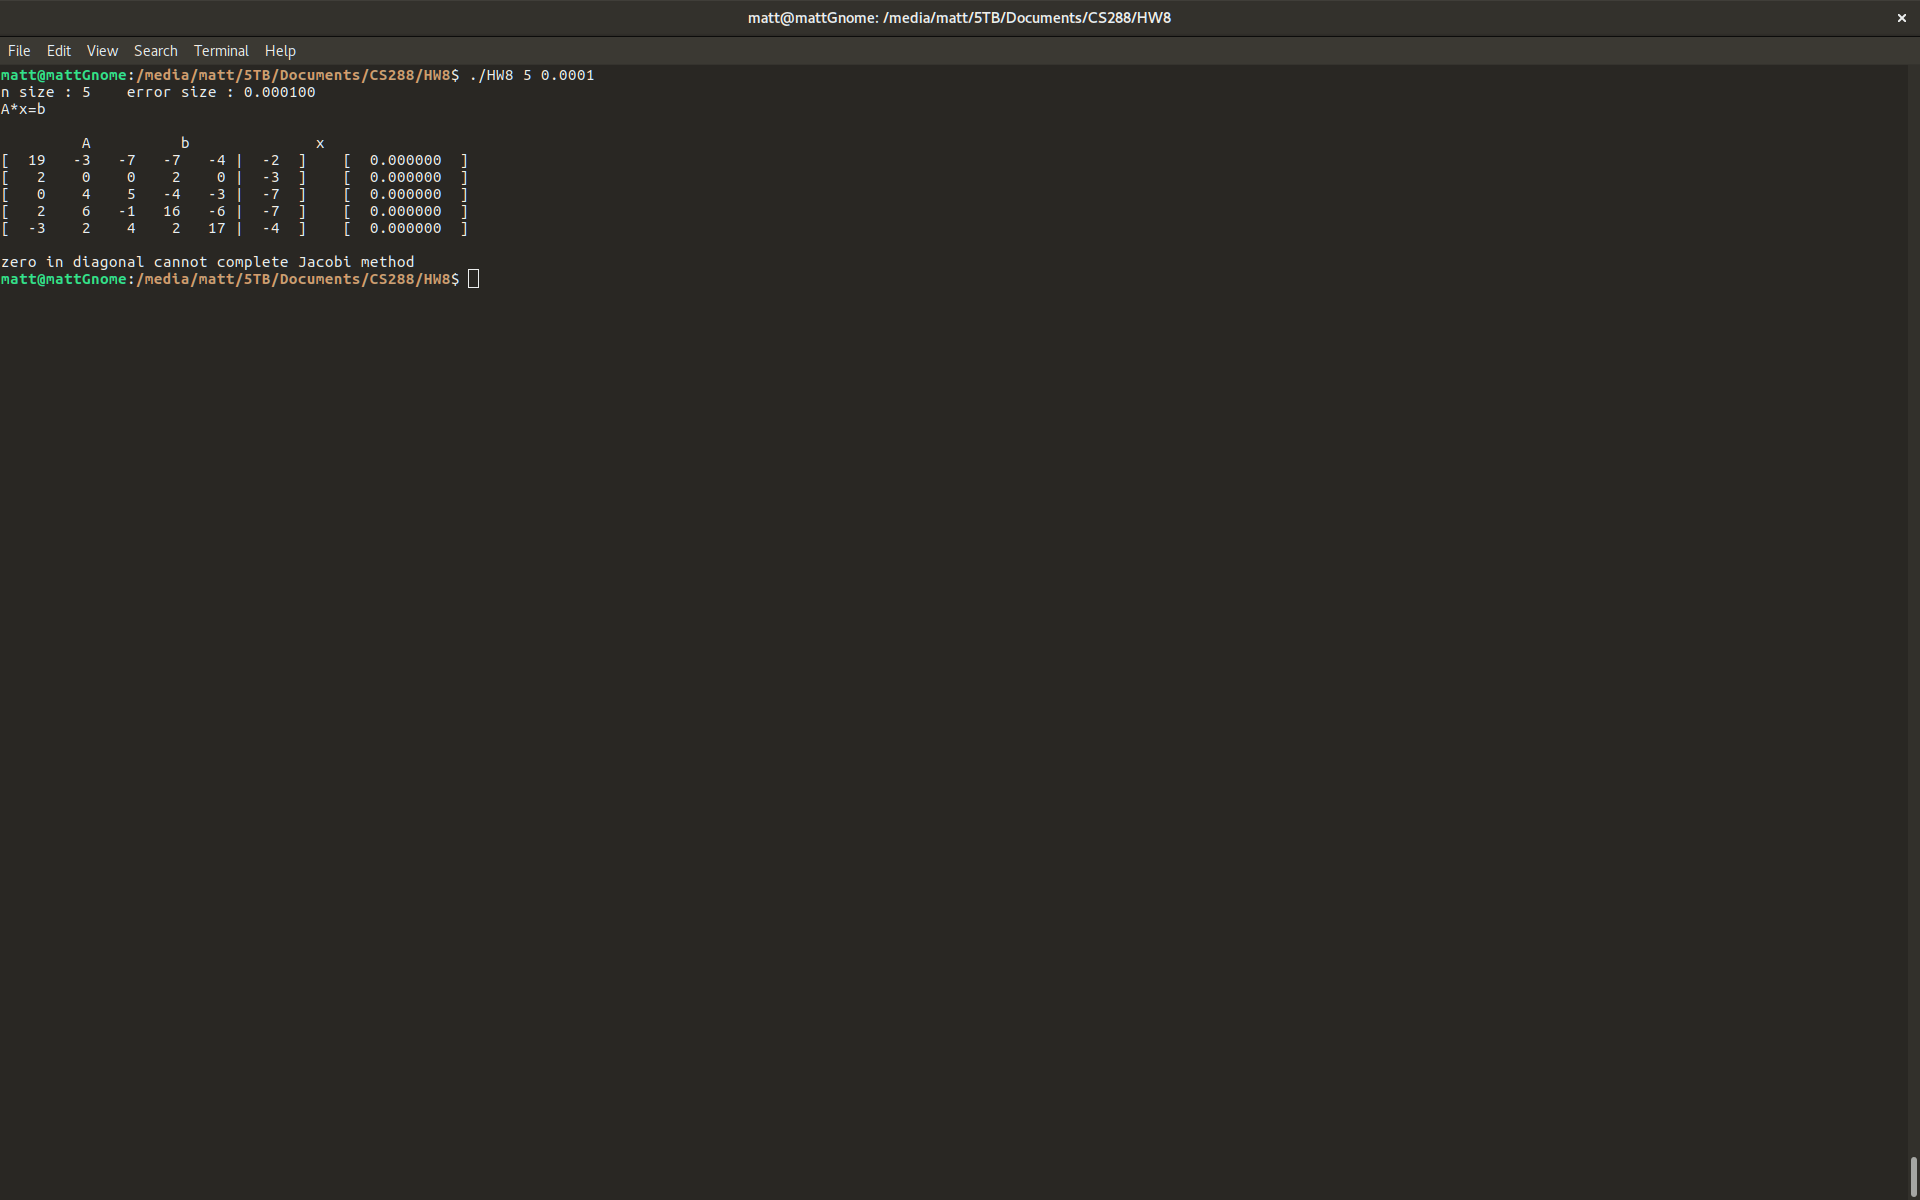 matt@mattGnome: /media/matt/5TB/Documents/CS288/HW8 ×
File Edit View Search Terminal Help
matt@mattGnome:/media/matt/5TB/Documents/CS288/HW8$ ./HW8 5 0.0001
n size : 5    error size : 0.000100
A*x=b
         A          b              x
[  19   -3   -7   -7   -4 |  -2  ]    [  0.000000  ]
[   2    0    0    2    0 |  -3  ]    [  0.000000  ]
[   0    4    5   -4   -3 |  -7  ]    [  0.000000  ]
[   2    6   -1   16   -6 |  -7  ]    [  0.000000  ]
[  -3    2    4    2   17 |  -4  ]    [  0.000000  ]
zero in diagonal cannot complete Jacobi method
matt@mattGnome:/media/matt/5TB/Documents/CS288/HW8$